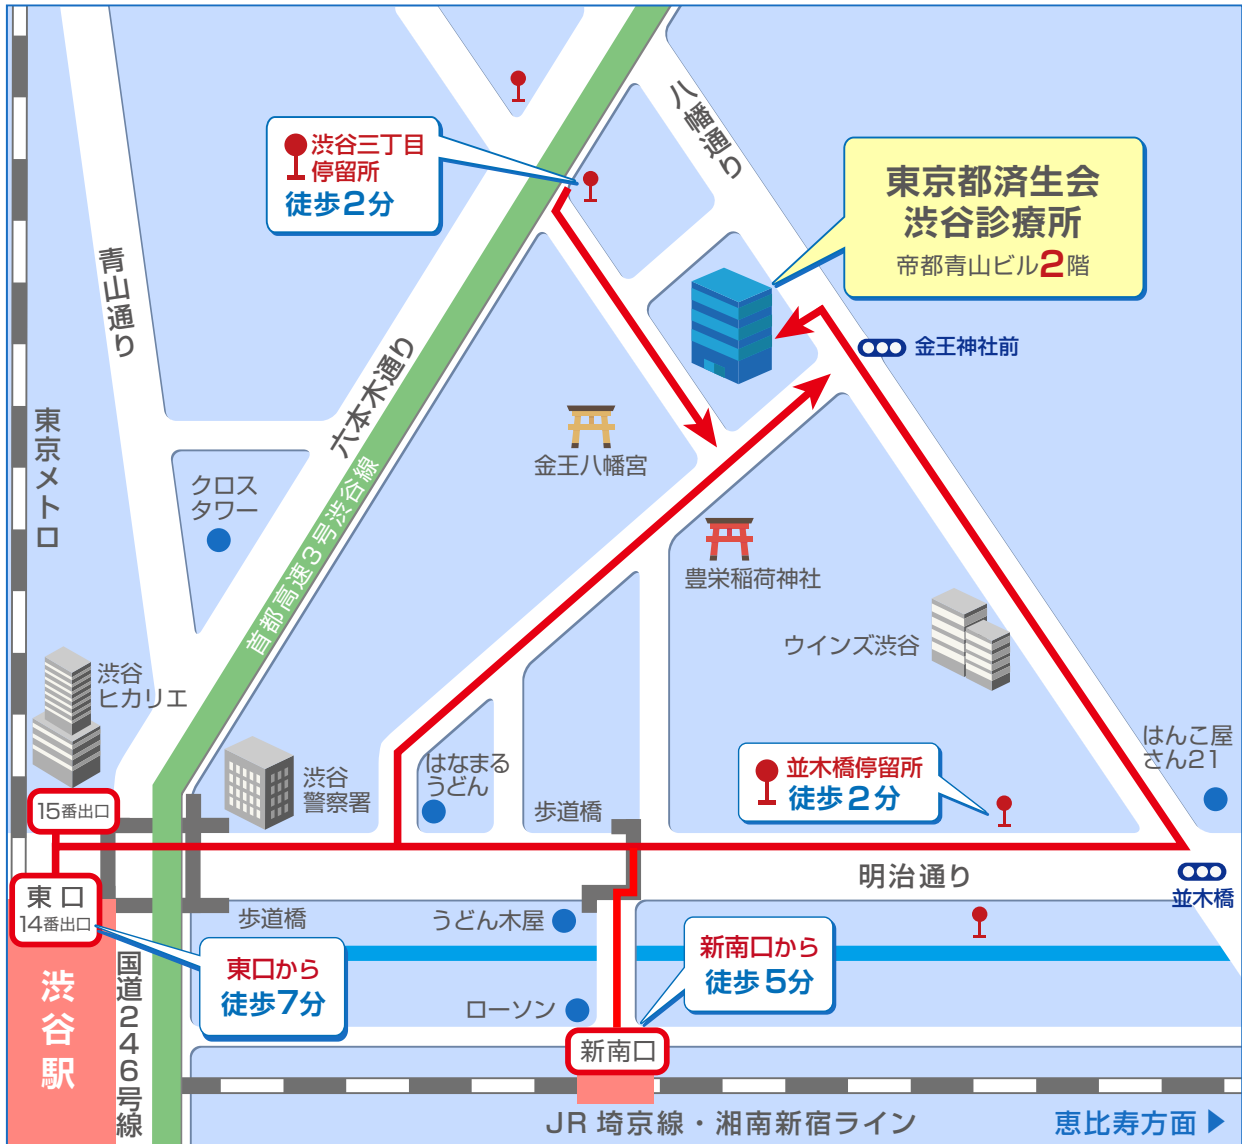 八幡通り
渋谷三丁目
停留所
徒歩2分
東京都済生会
渋谷診療所
帝都青山ビル2階
青山通り
六本木通り
金王神社前
東京メトロ
金王八幡宮
クロス
タワー
首都高速3号渋谷線
豊栄稲荷神社
ウインズ渋谷
渋谷
ヒカリエ
はんこ屋
さん21
渋谷
警察署
はなまる
うどん
並木橋停留所
徒歩2分
15番出口
歩道橋
明治通り
並木橋
東口
14番出口
歩道橋
うどん木屋
東口から
徒歩7分
新南口から
徒歩5分
渋谷駅
国道246号線
ローソン
新南口
JR 埼京線・湘南新宿ライン
恵比寿方面